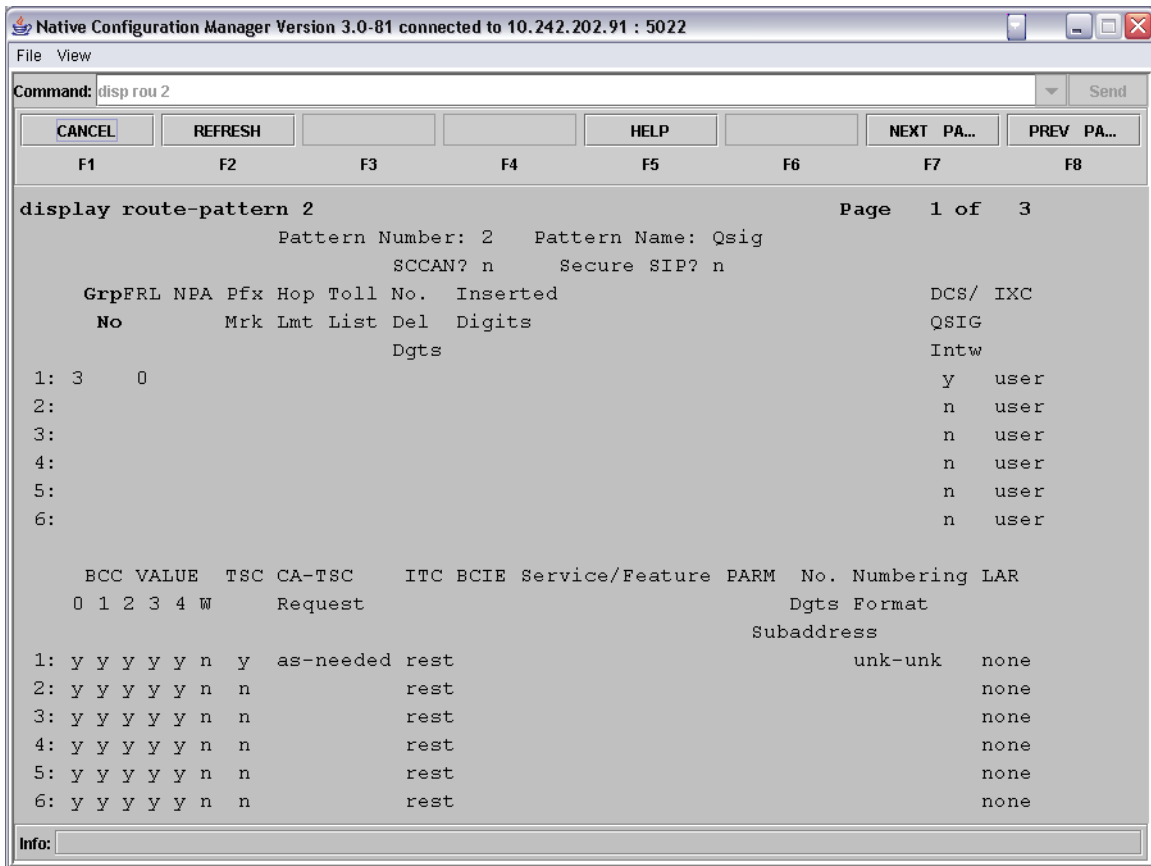 Native Configuration Manager Version 3.0-81 connected to 10.242.202.91 : 5022
File View
Command: disp rou 2 Send
CANCEL REFRESH HELP NEXT PA... PREV PA...
F1 F2 F3 F4 F5 F6 F7 F8
display route-pattern 2 Page 1 of 3
Pattern Number: 2 Pattern Name: Qsig
SCCAN? n Secure SIP? n
GrpFRL NPA Pfx Hop Toll No. Inserted DCS/ IXC
No Mrk Lmt List Del Digits QSIG
Dgts Intw
1: 3 0 y user
2: n user
3: n user
4: n user
5: n user
6: n user
BCC VALUE TSC CA-TSC ITC BCIE Service/Feature PARM No. Numbering LAR
0 1 2 3 4 W Request Dgts Format
Subaddress
1: y y y y y n y as-needed rest unk-unk none
2: y y y y y n n rest none
3: y y y y y n n rest none
4: y y y y y n n rest none
5: y y y y y n n rest none
6: y y y y y n n rest none
Info: